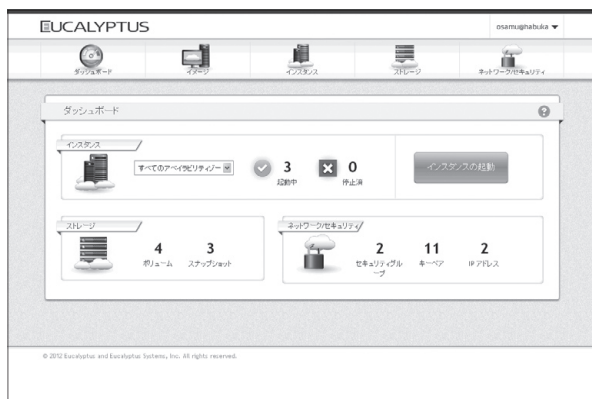 EUCALYPTUS
osamu@habuka
ダッシュボード
イメージ
インスタンス
ストレージ
ネットワーク/セキュリティ
ダッシュボード
?
インスタンス
すべてのアベイラビリティゾー
3
起動中
0
停止済
インスタンスの起動
ストレージ
4
ボリューム
3
スナップショット
ネットワーク/セキュリティ
2
セキュリティグル
ープ
11
キーペア
2
IP アドレス
© 2012 Eucalyptus and Eucalyptus Systems, Inc. All rights reserved.